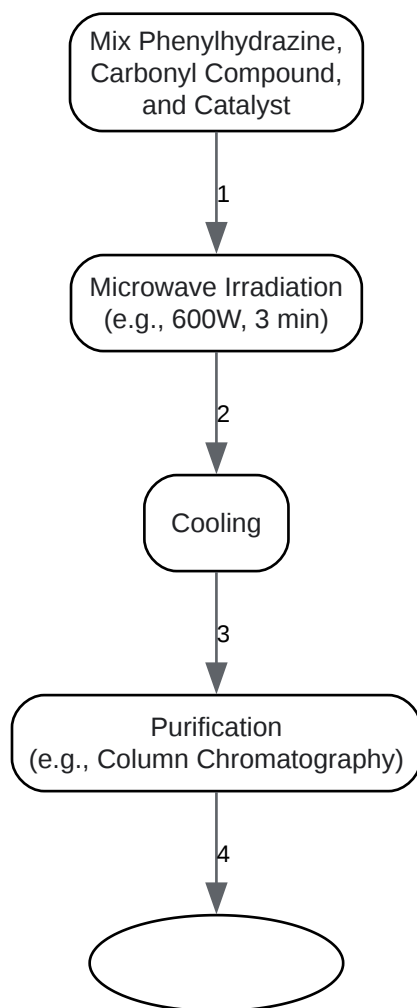 Mix Phenylhydrazine,
Carbonyl Compound,
and Catalyst
1
Microwave Irradiation
(e.g., 600W, 3 min)
2
Cooling
3
Purification
(e.g., Column Chromatography)
4